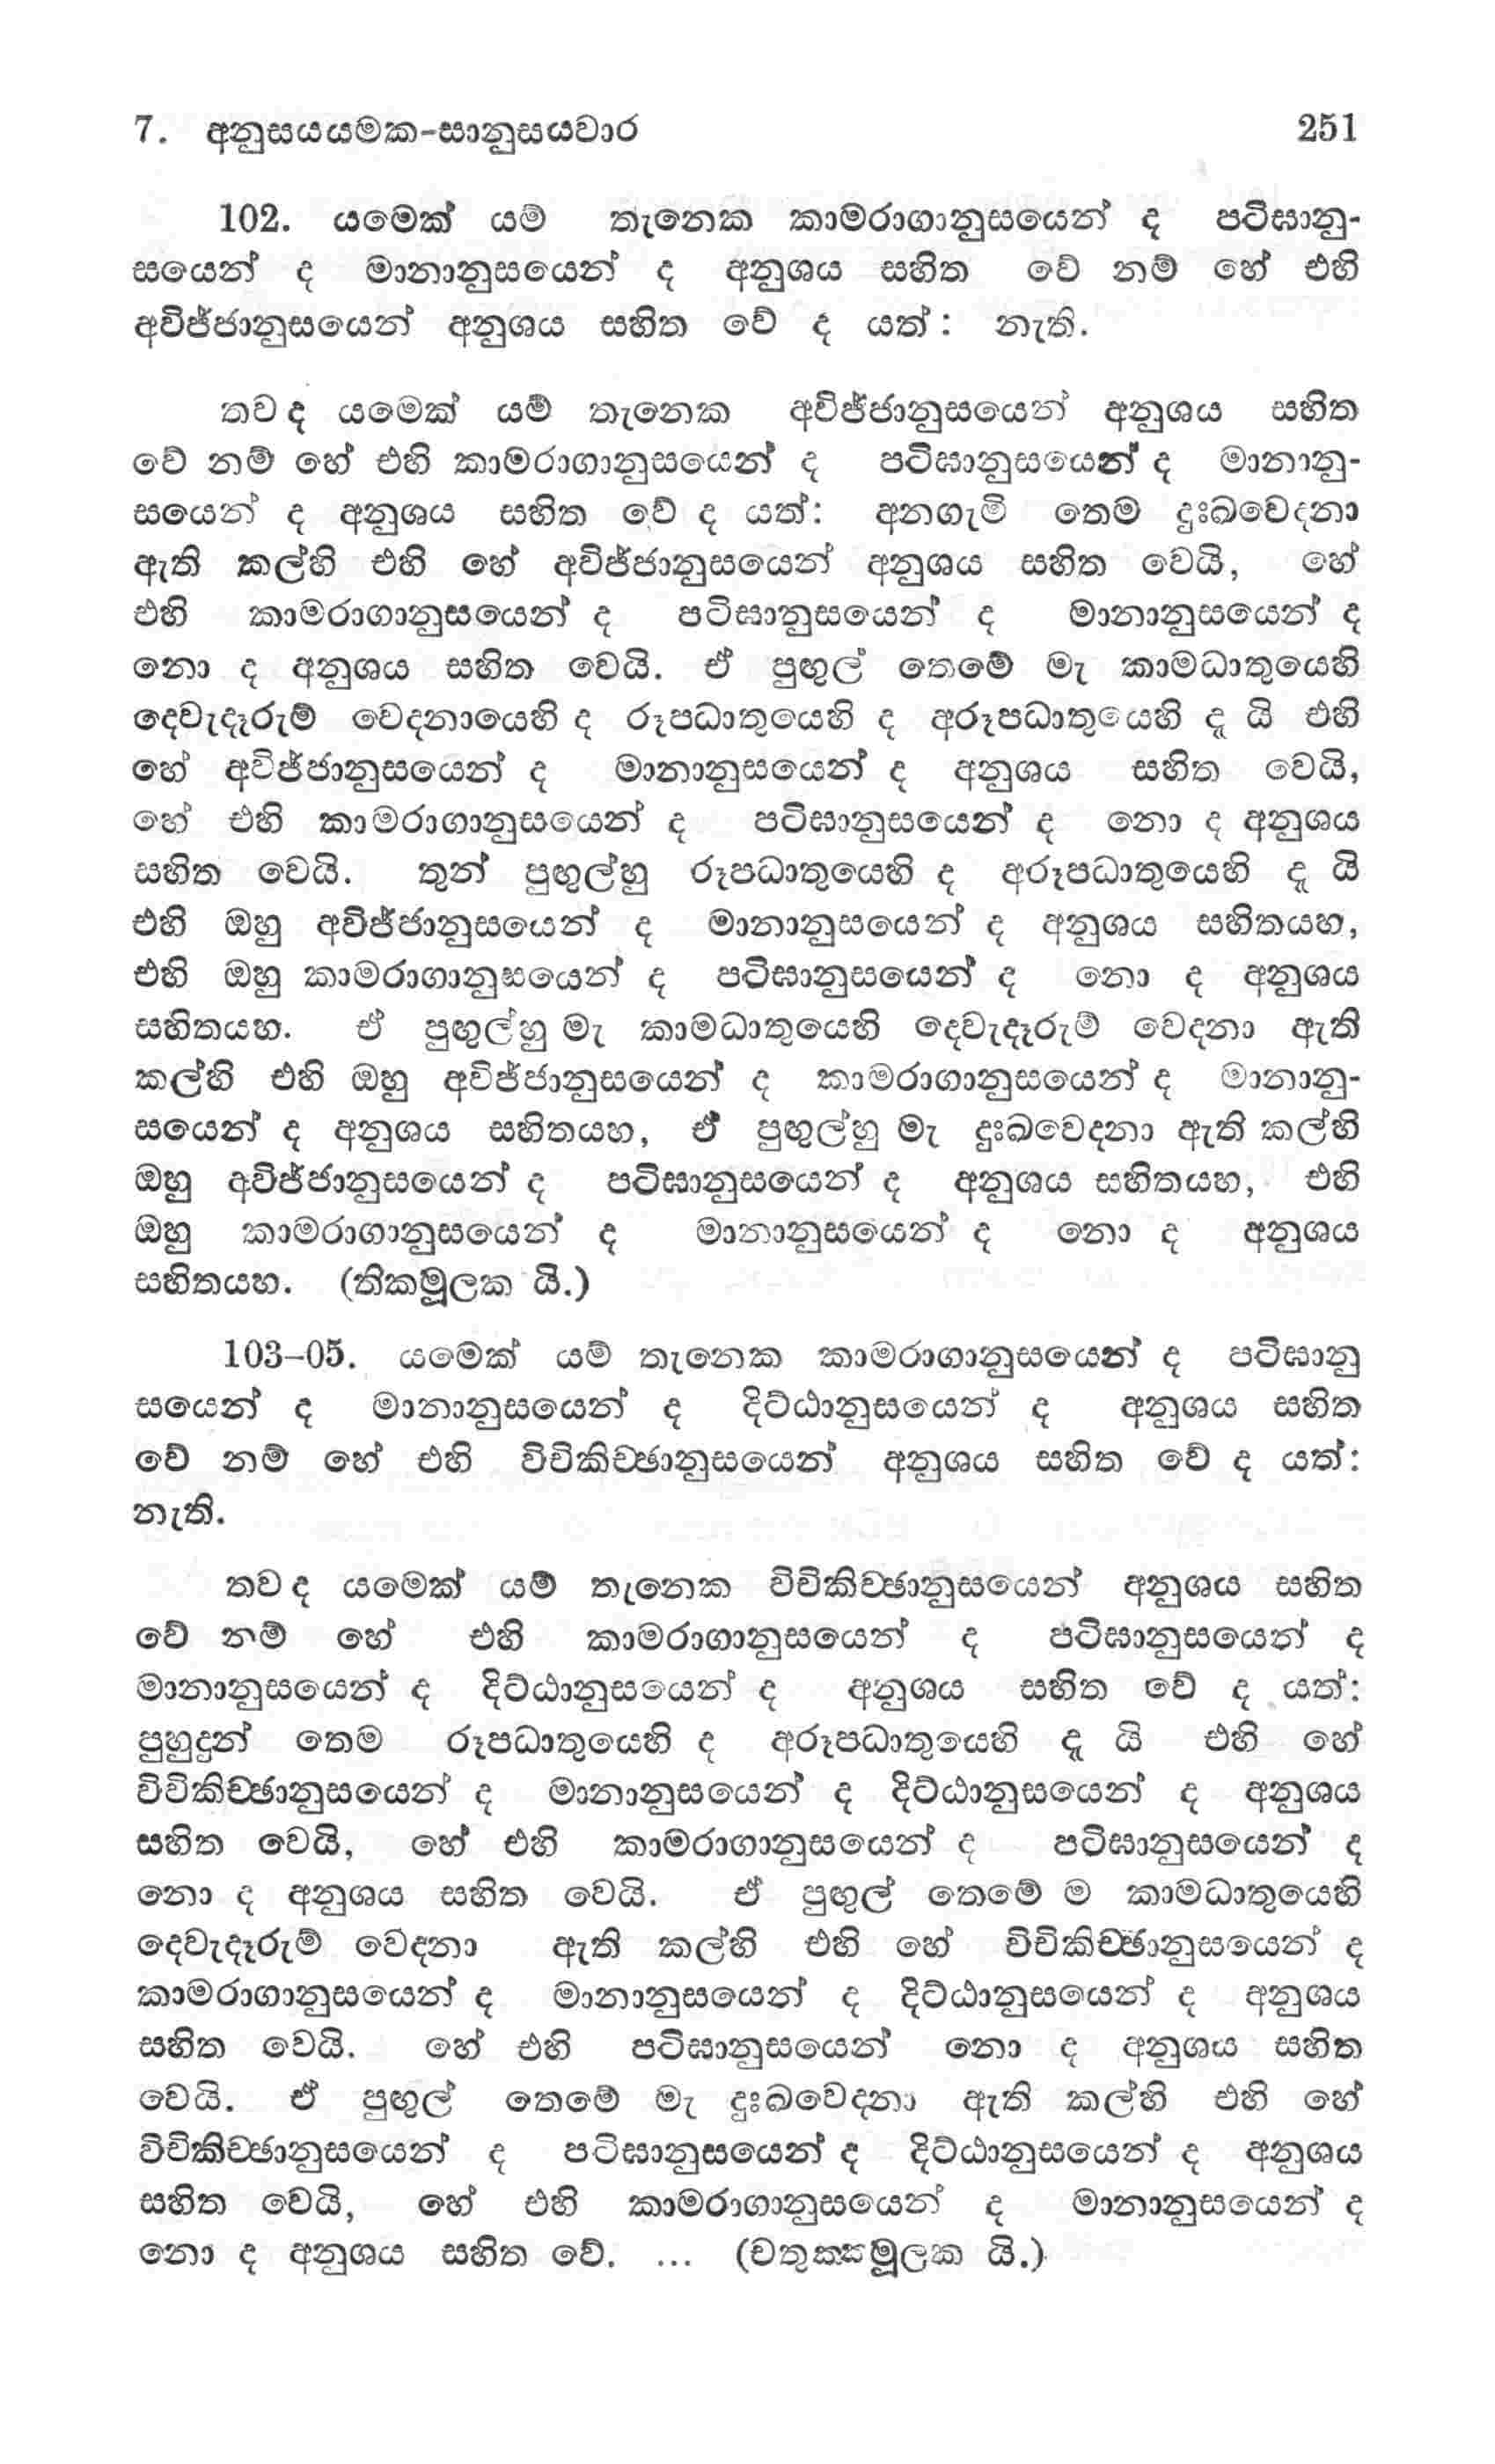 7. අනුසයයමක-සානුසයවාර 251
102. යමෙක් යම් තැනෙක කාමරාගානුසයෙන් ද පටිඝානු-
සයෙන් ද මානානුසයෙන් ද අනුශය සහිත වේ නම් හේ එහි
අවිජ්ජානුසයෙන් අනුශය සහිත වේ ද යත්: නැති.
තව ද යමෙක් යම් තැනෙක අවිජ්ජානුසයෙන් අනුශය සහිත
වේ නම් හේ එහි කාමරාගානුසයෙන් ද පටිඝානුසයෙන් ද මානානු-
සයෙන් ද අනුශය සහිත වේ ද යත්: අනගැමි තෙම දුඃඛවෙදනා
ඇති කල්හි එහි හේ අවිජ්ජානුසයෙන් අනුශය සහිත වෙයි, හේ
එහි කාමරාගානුසයෙන් ද පටිඝානුසයෙන් ද මානානුසයෙන් ද
නො ද අනුශය සහිත වෙයි. ඒ පුඟුල් තෙමේ මැ කාමධාතුයෙහි
දෙවැදෑරුම් වෙදනායෙහි ද රූපධාතුයෙහි ද අරූපධාතුයෙහි දැ යි එහි
හේ අවිජ්ජානුසයෙන් ද මානානුසයෙන් ද අනුශය සහිත වෙයි,
හේ එහි කාමරාගානුසයෙන් ද පටිඝානුසයෙන් ද නො ද අනුශය
සහිත වෙයි. තුන් පුඟුල්හු රූපධාතුයෙහි ද අරූපධාතුයෙහි දැ යි
එහි ඔහු අවිජ්ජානුසයෙන් ද මානානුසයෙන් ද අනුශය සහිතයහ,
එහි ඔහු කාමරාගානුසයෙන් ද පටිඝානුසයෙන් ද නො ද අනුශය
සහිතයහ. ඒ පුඟුල්හු මැ කාමධාතුයෙහි දෙවැදෑරුම් වෙදනා ඇති
කල්හි එහි ඔහු අවිජ්ජානුසයෙන් ද කාමරාගානුසයෙන් ද මානානු-
සයෙන් ද අනුශය සහිතයහ, ඒ පුඟුල්හු මැ දුඃඛවෙදනා ඇති කල්හි
ඔහු අවිජ්ජානුසයෙන් ද පටිඝානුසයෙන් ද අනුශය සහිතයහ, එහි
ඔහු කාමරාගානුසයෙන් ද මානානුසයෙන් ද නො ද අනුශය
සහිතයහ. (තිකමූලක යි.)
103–05. යමෙක් යම් තැනෙක කාමරාගානුසයෙන් ද පටිඝානු
සයෙන් ද මානානුසයෙන් ද දිට්ඨානුසයෙන් ද අනුශය සහිත
වේ නම් හේ එහි විචිකිච්ඡානුසයෙන් අනුශය සහිත වේ ද යත්:
නැති.
තව ද යමෙක් යම් තැනෙක විචිකිච්ඡානුසයෙන් අනුශය සහිත
වේ නම් හේ එහි කාමරාගානුසයෙන් ද පටිඝානුසයෙන් ද
මානානුසයෙන් ද දිට්ඨානුසයෙන් ද අනුශය සහිත වේ ද යත්:
පුහුදුන් තෙම රූපධාතුයෙහි ද අරූපධාතුයෙහි දැ යි එහි හේ
විචිකිච්ඡානුසයෙන් ද මානානුසයෙන් ද දිට්ඨානුසයෙන් ද අනුශය
සහිත වෙයි, හේ එහි කාමරාගානුසයෙන් ද පටිඝානුසයෙන් ද
නො ද අනුශය සහිත වෙයි. ඒ පුඟුල් තෙමේ ම කාමධාතුයෙහි
දෙවැදෑරුම් වෙදනා ඇති කල්හි එහි හේ විචිකිච්ඡානුසයෙන් ද
කාමරාගානුසයෙන් ද මානානුසයෙන් ද දිට්ඨානුසයෙන් ද අනුශය
සහිත වෙයි. හේ එහි පටිඝානුසයෙන් නො ද අනුශය සහිත
වෙයි. ඒ පුඟුල් තෙමේ මැ දුඃඛවෙදනා ඇති කල්හි එහි හේ
විචිකිච්ඡානුසයෙන් ද පටිඝානුසයෙන් ද දිට්ඨානුසයෙන් ද අනුශය
සහිත වෙයි, හේ එහි කාමරාගානුසයෙන් ද මානානුසයෙන් ද
නො ද අනුශය සහිත වේ. ... (චතුක්කමූලක යි.)